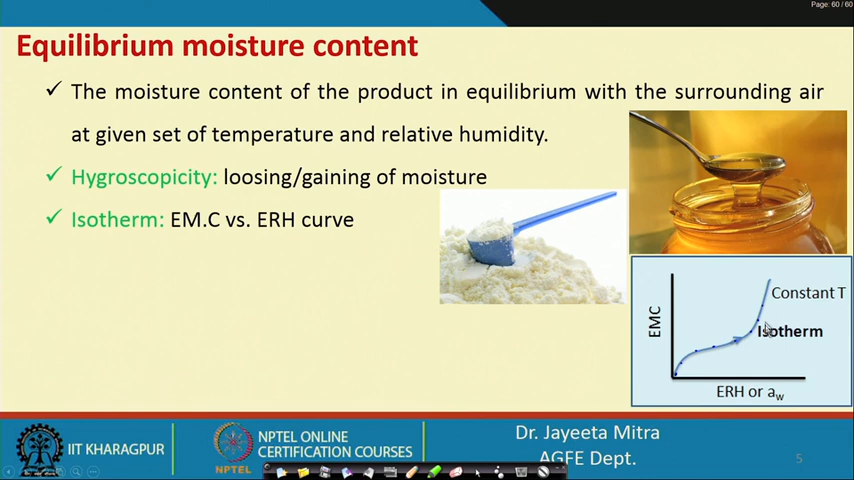 Page: 60 / 60
Equilibrium moisture content
✓ The moisture content of the product in equilibrium with the surrounding air
at given set of temperature and relative humidity.
✓ Hygroscopicity: loosing/gaining of moisture
✓ Isotherm: EM.C vs. ERH curve
Constant T
EMC
Isotherm
ERH or aw
IIT KHARAGPUR
NPTEL
NPTEL ONLINE
CERTIFICATION COURSES
Dr. Jayeeta Mitra
AGFE Dept.
5